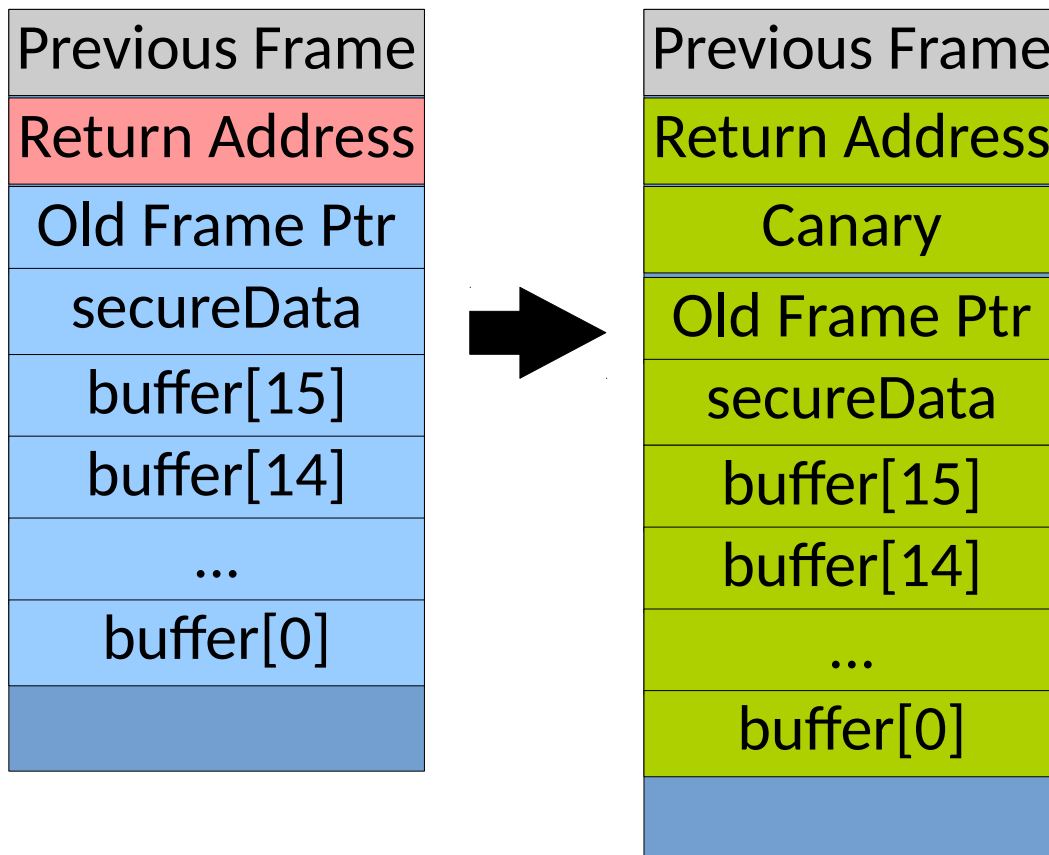 Previous Frame
Return Address
Old Frame Ptr
secureData
buffer[15]
buffer[14]
...
buffer[0]
Previous Frame
Return Address
Canary
Old Frame Ptr
secureData
buffer[15]
buffer[14]
...
buffer[0]